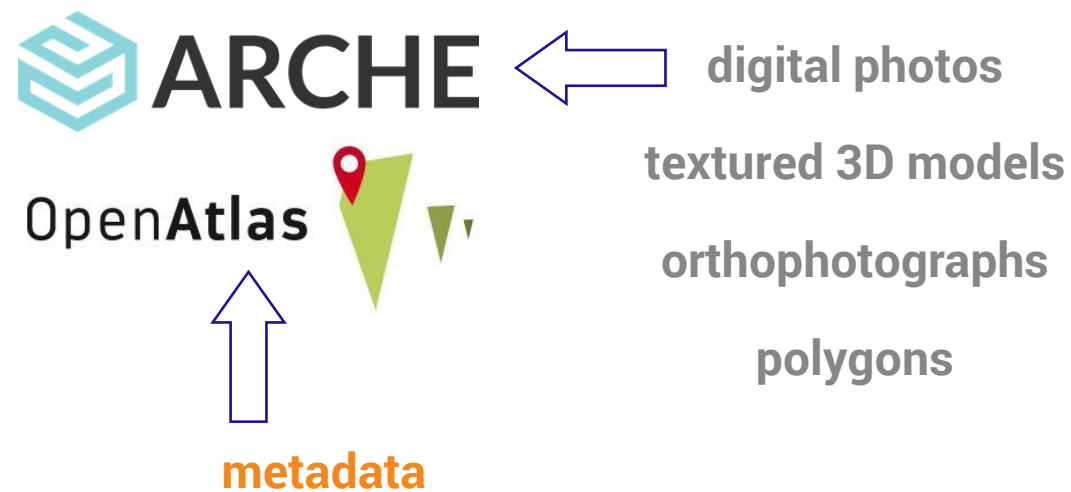 ARCHE
digital photos
textured 3D models
OpenAtlas
orthophotographs
polygons
metadata